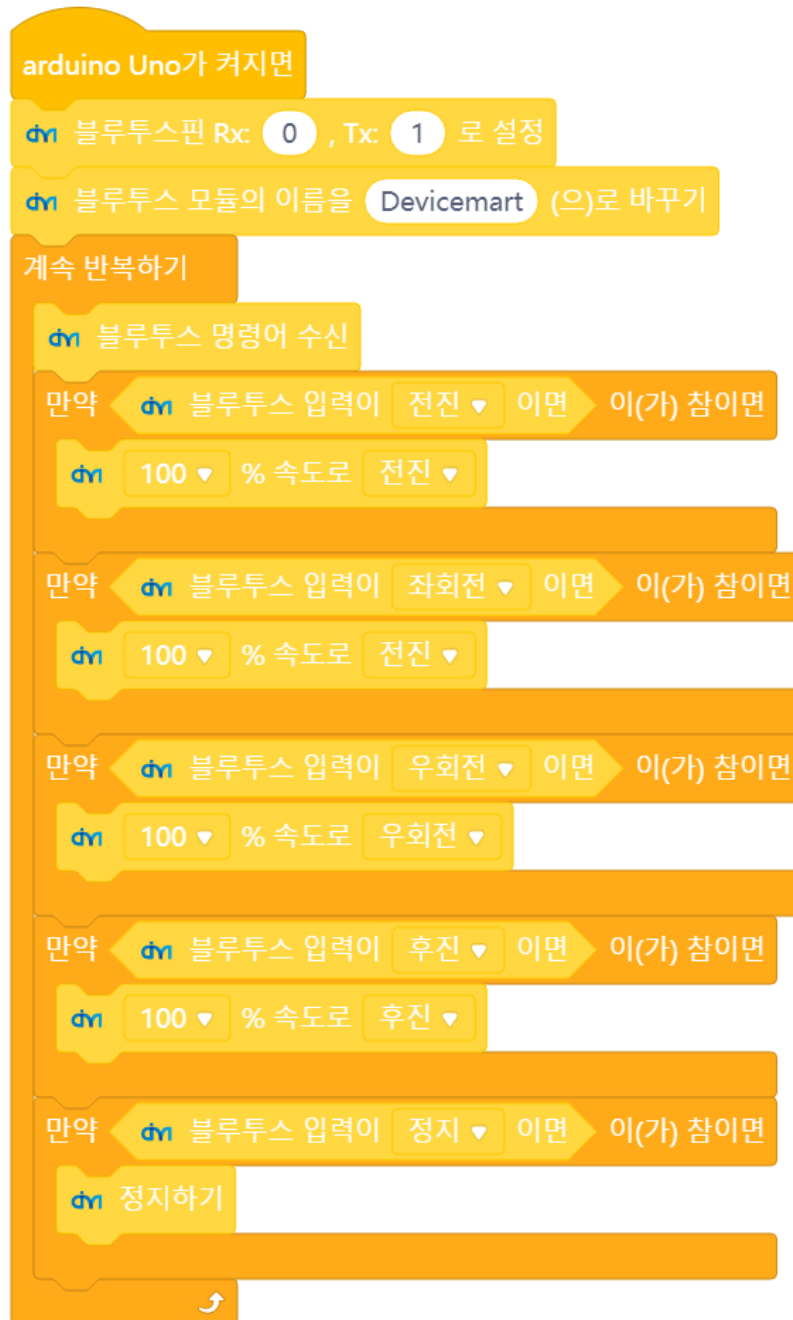 arduino Uno가 켜지면
블루투스핀 Rx: 0 , Tx: 1 로 설정
블루투스 모듈의 이름을 Devicemart (으)로 바꾸기
계속 반복하기
블루투스 명령어 수신
만약 블루투스 입력이 전진 이면 이(가) 참이면
100 % 속도로 전진
만약 블루투스 입력이 좌회전 이면 이(가) 참이면
100 % 속도로 전진
만약 블루투스 입력이 우회전 이면 이(가) 참이면
100 % 속도로 우회전
만약 블루투스 입력이 후진 이면 이(가) 참이면
100 % 속도로 후진
만약 블루투스 입력이 정지 이면 이(가) 참이면
정지하기